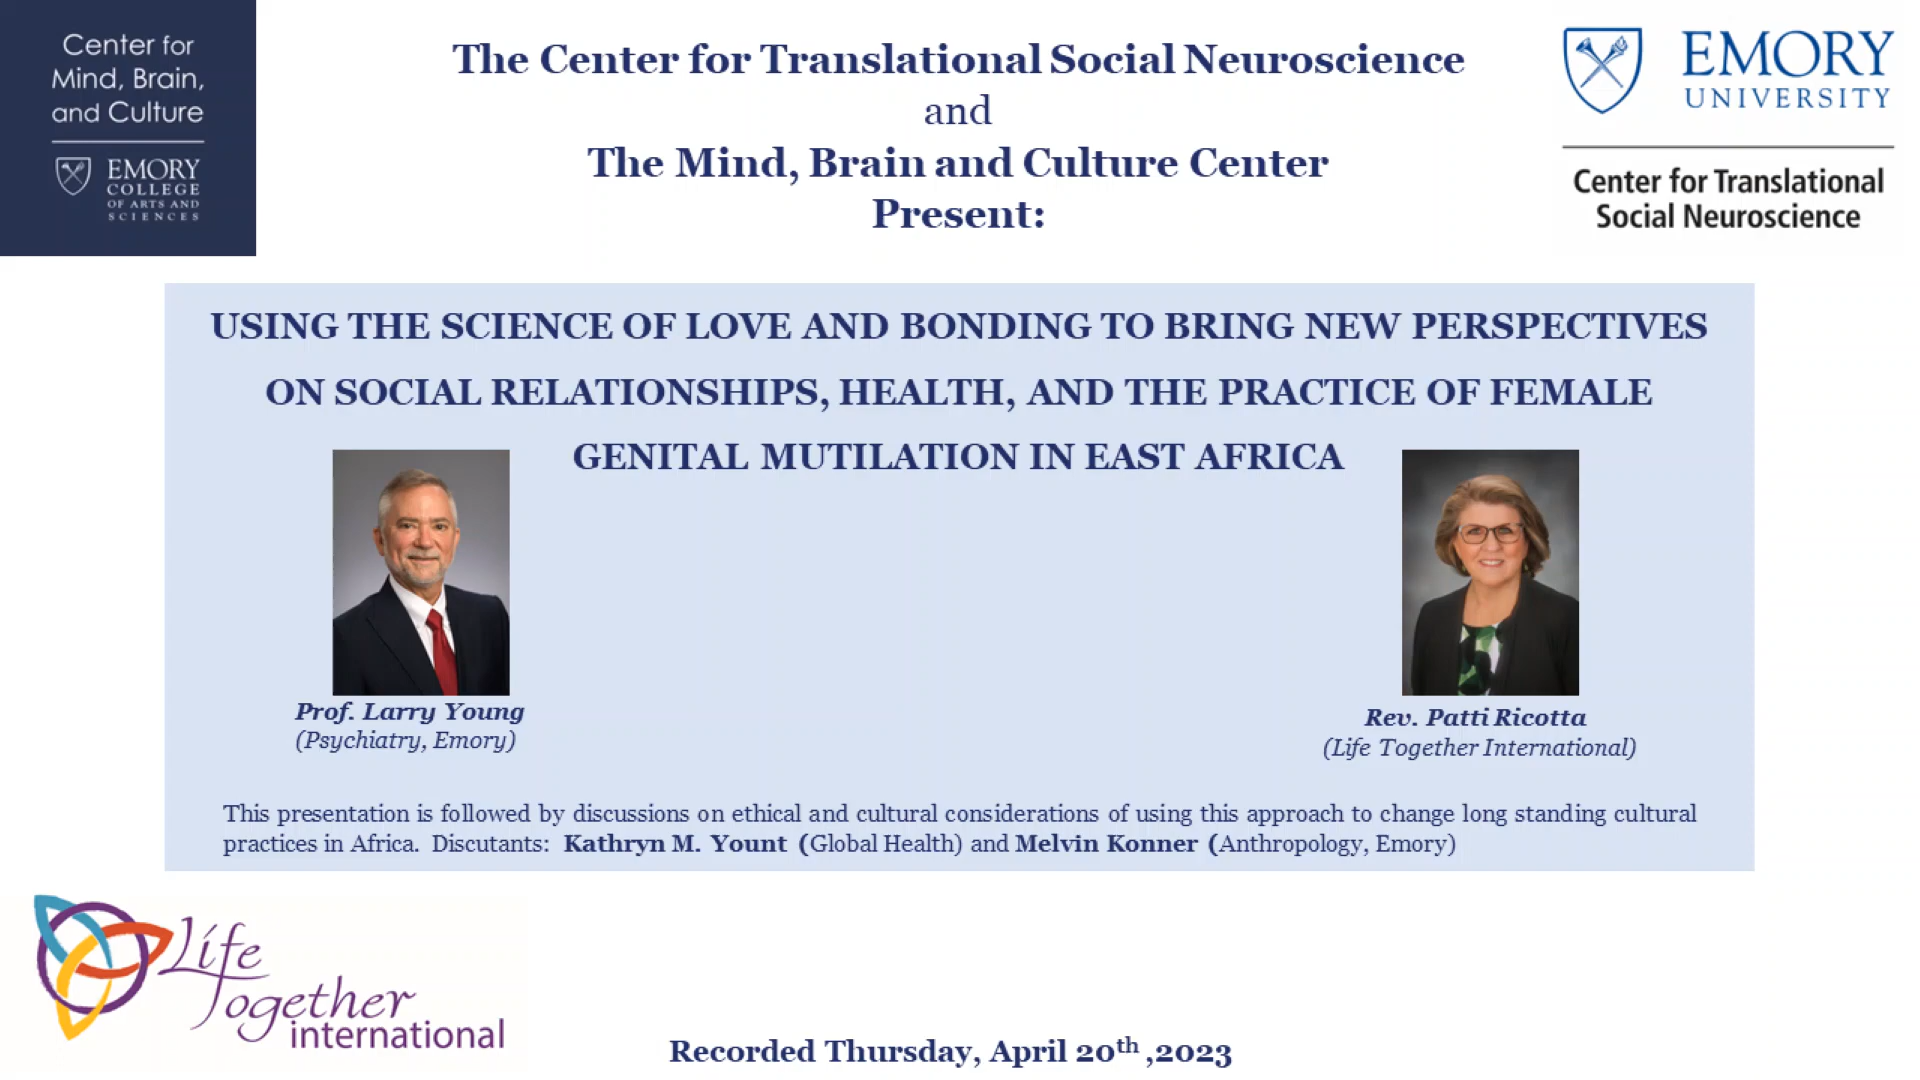 Center for
Mind, Brain,
and Culture
EMORY
COLLEGE
OF ARTS AND
SCIENCES
The Center for Translational Social Neuroscience
and
The Mind, Brain and Culture Center
Present:
EMORY
UNIVERSITY
Center for Translational
Social Neuroscience
USING THE SCIENCE OF LOVE AND BONDING TO BRING NEW PERSPECTIVES
ON SOCIAL RELATIONSHIPS, HEALTH, AND THE PRACTICE OF FEMALE
GENITAL MUTILATION IN EAST AFRICA
Prof. Larry Young
(Psychiatry, Emory)
Rev. Patti Ricotta
(Life Together International)
This presentation is followed by discussions on ethical and cultural considerations of using this approach to change long standing cultural
practices in Africa. Discutants: Kathryn M. Yount (Global Health) and Melvin Konner (Anthropology, Emory)
Life
Together
international
Recorded Thursday, April 20th ,2023